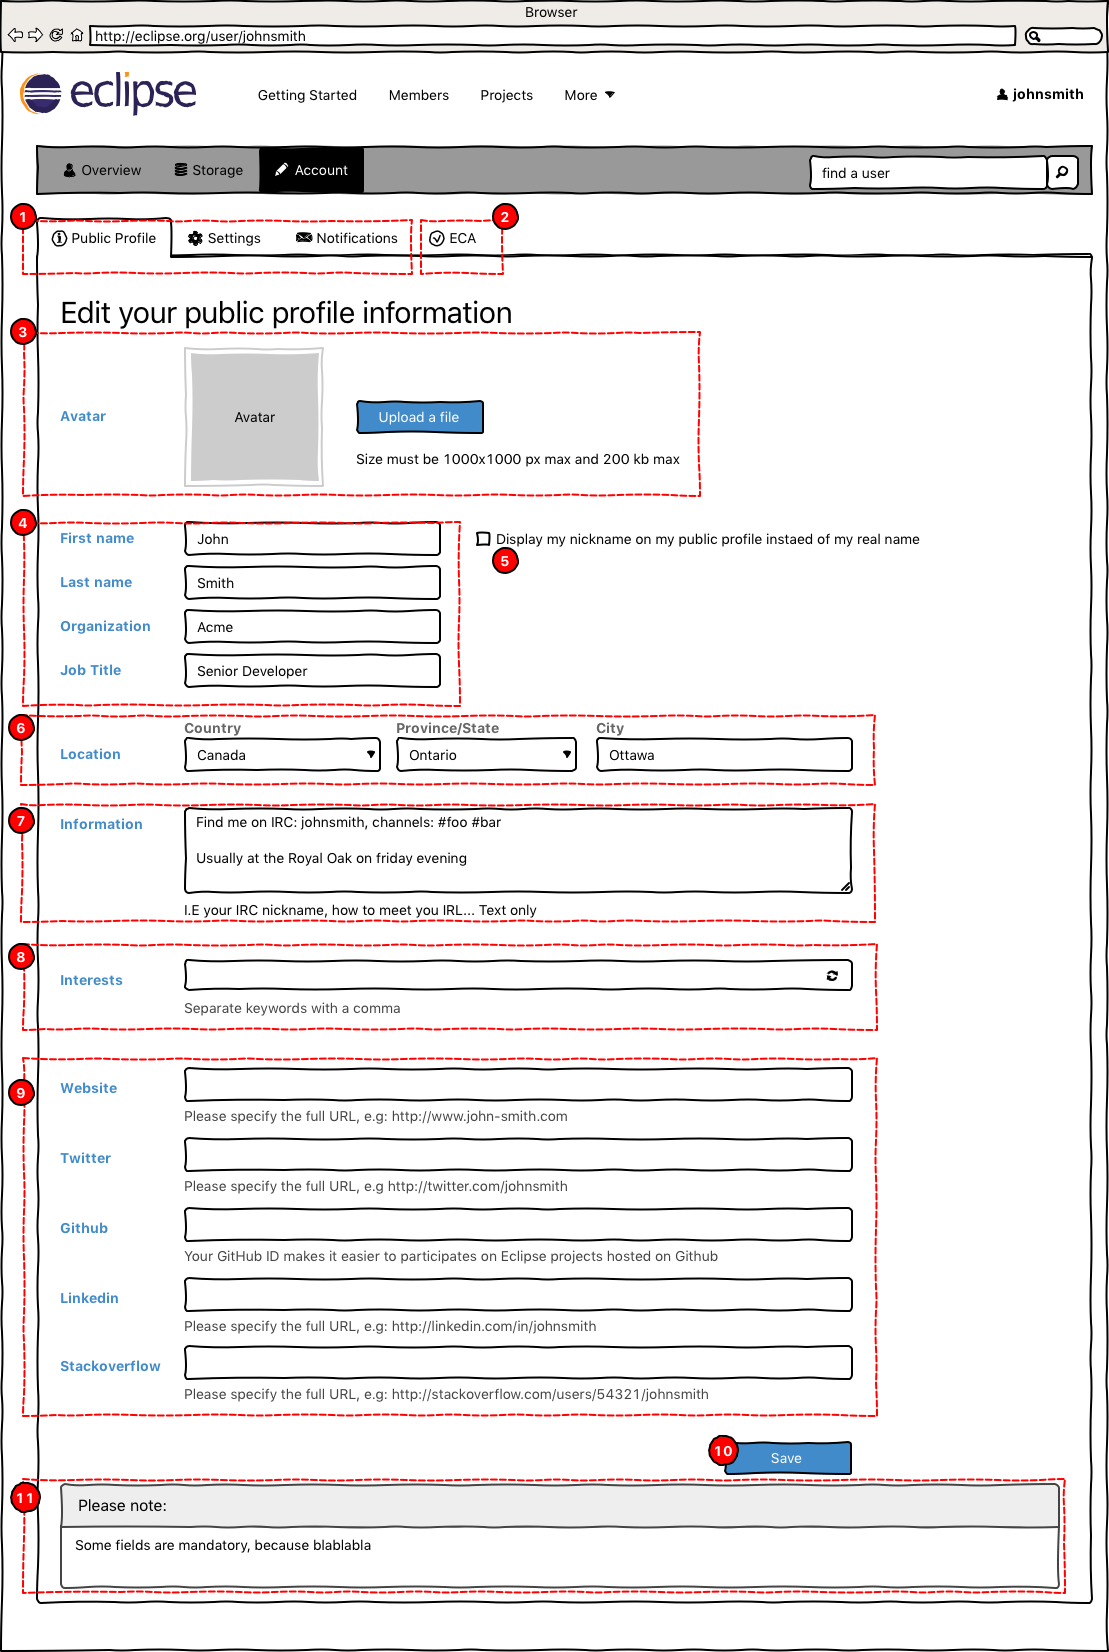 Browser
http://eclipse.org/user/johnsmith
eclipse Getting Started Members Projects More johnsmith
Overview Storage Account find a user
1 2
Public Profile Settings Notifications ECA
Edit your public profile information
3
Avatar Avatar Upload a file
Size must be 1000x1000 px max and 200 kb max
4
First name John Display my nickname on my public profile instaed of my real name
5
Last name Smith
Organization Acme
Job Title Senior Developer
6 Country Province/State City
Location Canada Ontario Ottawa
7
Information Find me on IRC: johnsmith, channels: #foo #bar
Usually at the Royal Oak on friday evening
I.E your IRC nickname, how to meet you IRL... Text only
8
Interests
Separate keywords with a comma
9
Website
Please specify the full URL, e.g: http://www.john-smith.com
Twitter
Please specify the full URL, e.g http://twitter.com/johnsmith
Github
Your GitHub ID makes it easier to participates on Eclipse projects hosted on Github
Linkedin
Please specify the full URL, e.g: http://linkedin.com/in/johnsmith
Stackoverflow
Please specify the full URL, e.g: http://stackoverflow.com/users/54321/johnsmith
10 Save
11
Please note:
Some fields are mandatory, because blablabla